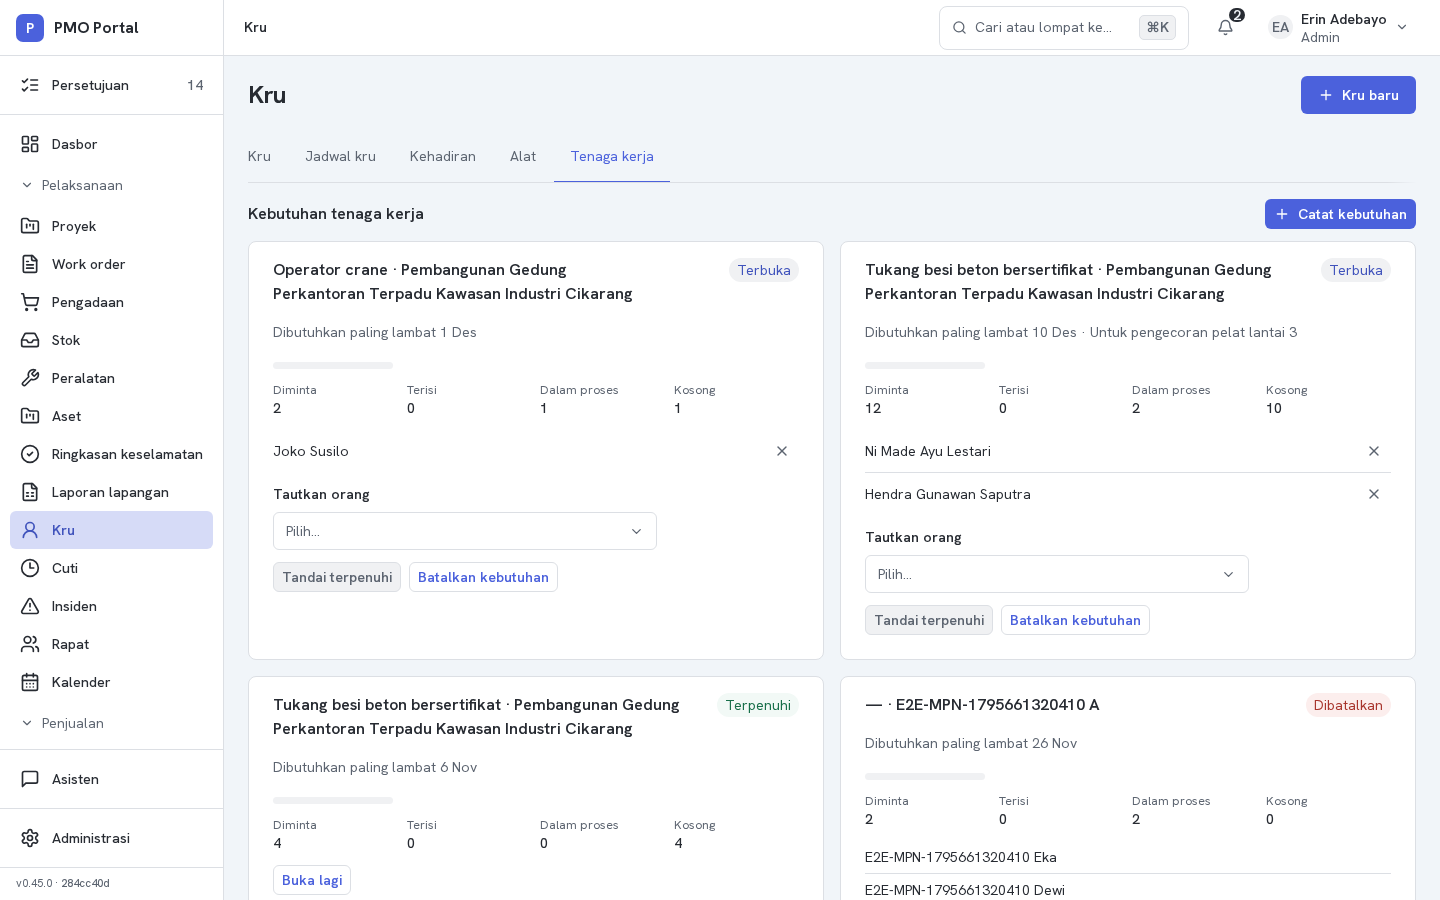 P PMO Portal
Kru
Cari atau lompat ke...
⌘K
2
EA
Erin Adebayo
Admin
Persetujuan 14
Dasbor
Pelaksanaan
Proyek
Work order
Pengadaan
Stok
Peralatan
Aset
Ringkasan keselamatan
Laporan lapangan
Kru
Cuti
Insiden
Rapat
Kalender
Penjualan
Asisten
Administrasi
v0.45.0 · 284cc40d
Kru
Kru baru
Kru Jadwal kru Kehadiran Alat Tenaga kerja
Kebutuhan tenaga kerja
Catat kebutuhan
Operator crane · Pembangunan Gedung
Perkantoran Terpadu Kawasan Industri Cikarang
Terbuka
Dibutuhkan paling lambat 1 Des
Diminta Terisi Dalam proses Kosong
2 0 1 1
Joko Susilo
Tautkan orang
Pilih...
Tandai terpenuhi Batalkan kebutuhan
Tukang besi beton bersertifikat · Pembangunan Gedung
Perkantoran Terpadu Kawasan Industri Cikarang
Terbuka
Dibutuhkan paling lambat 10 Des · Untuk pengecoran pelat lantai 3
Diminta Terisi Dalam proses Kosong
12 0 2 10
Ni Made Ayu Lestari
Hendra Gunawan Saputra
Tautkan orang
Pilih...
Tandai terpenuhi Batalkan kebutuhan
Tukang besi beton bersertifikat · Pembangunan Gedung
Perkantoran Terpadu Kawasan Industri Cikarang
Terpenuhi
Dibutuhkan paling lambat 6 Nov
Diminta Terisi Dalam proses Kosong
4 0 0 4
Buka lagi
— · E2E-MPN-1795661320410 A
Dibatalkan
Dibutuhkan paling lambat 26 Nov
Diminta Terisi Dalam proses Kosong
2 0 2 0
E2E-MPN-1795661320410 Eka
E2E-MPN-1795661320410 Dewi